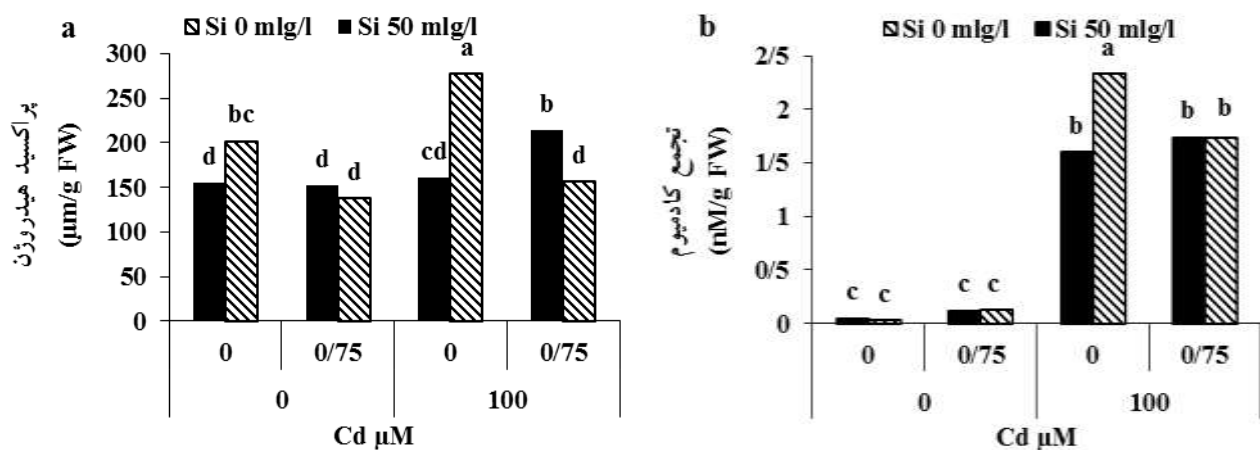 a
Si 0 mlg/l Si 50 mlg/l
پراکسید هیدروژن
(µm/g FW)
300
250
200
150
100
50
0
d bc d d cd a b d
0 0/75 0 0/75
0 100
Cd µM
b
Si 0 mlg/l Si 50 mlg/l
تجمع کادمیوم
(nM/g FW)
2/5
2
1/5
1
0/5
0
c c c c b a b b
0 0/75 0 0/75
0 100
Cd µM